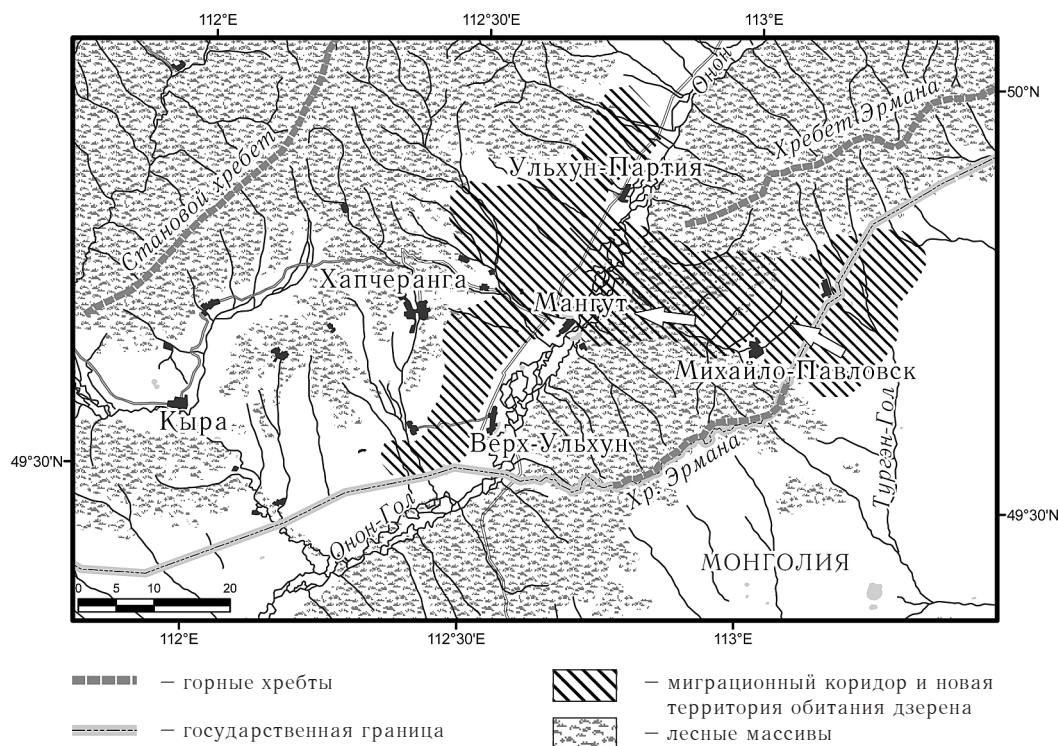 112°E
112°30'E
113°E
50°N
Онон
Хребет Эрмана
Ульхун-Партия
Становой хребет
Хапчеранга
Мангут
Михайло-Павловск
Кыра
Верх-Ульхун
49°30'N
Хр. Эрмана
Тургэн-Гол
49°30'N
Онон-Гол
МОНГОЛИЯ
0 5 10 20
112°E
112°30'E
113°E
– горные хребты
– государственная граница
– миграционный коридор и новая
территория обитания дзерена
– лесные массивы